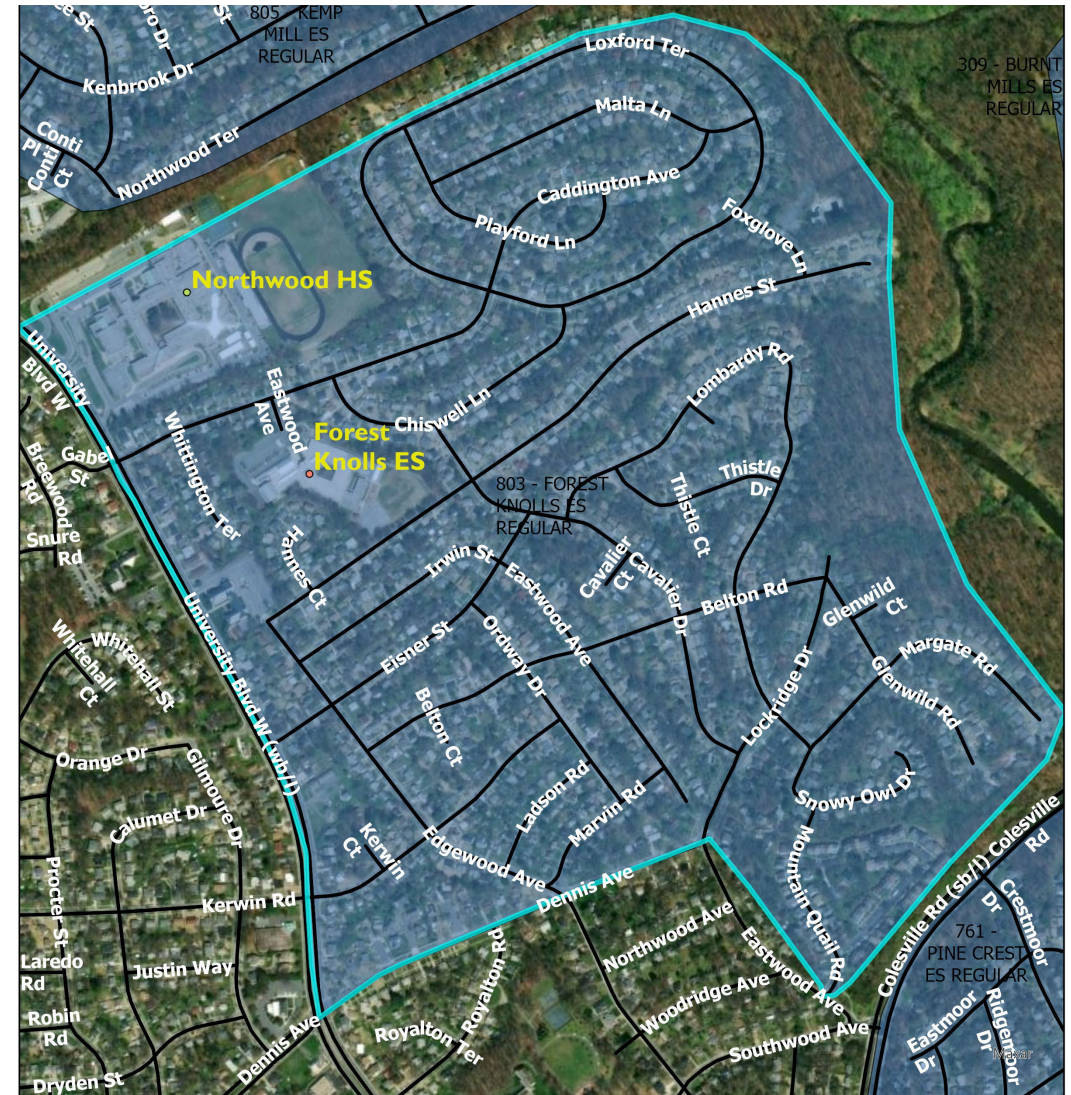 805 - KEMP
MILL ES
REGULAR
St
Dr
St
Kenbrook Dr
Loxford Ter
309 - BURNT
MILLS ES
REGULAR
Malta Ln
Conti
Pl
Conti
Ct
Northwood Ter
Caddington Ave
Playford Ln
Foxglove Ln
Northwood HS
Hannes St
University
Blvd W
Lombardy Rd
Eastwood
Ave
Chiswell Ln
Whittington Ter
Forest
Knolls ES
Gabel
St
Breewood
Rd
803 - FOREST
KNOLLS ES
REGULAR
Thistle
Dr
Thistle Ct
Snure
Rd
Hannes Ct
Irwin St
Cavalier
Ct
Cavalier Dr
Eastwood Ave
Belton Rd
Glenwild
Ct
University Blvd W (wb/l)
Whitehall
Ct
Whitehall St
Eisner St
Ordway Dr
Margate Rd
Glenwild Rd
Lockridge Dr
Belton Ct
Orange Dr
Gilmoure Dr
Calumet Dr
Ladson Rd
Marvin Rd
Snowy Owl Dr
Kerwin
Ct
Edgewood Ave
Dennis Ave
Mountain Quail Rd
Colesville Rd (sb/l)
Colesville
Rd
Procter St
Kerwin Rd
Crestmoor
Dr
761 -
PINE CREST
ES REGULAR
Northwood Ave
Eastwood Ave
Laredo
Rd
Justin Way
Royalton Rd
Woodridge Ave
Robin
Rd
Dennis Ave
Royalton Ter
Southwood Ave
Eastmoor
Dr
Ridgemoor
Dr
Maxar
Dryden St